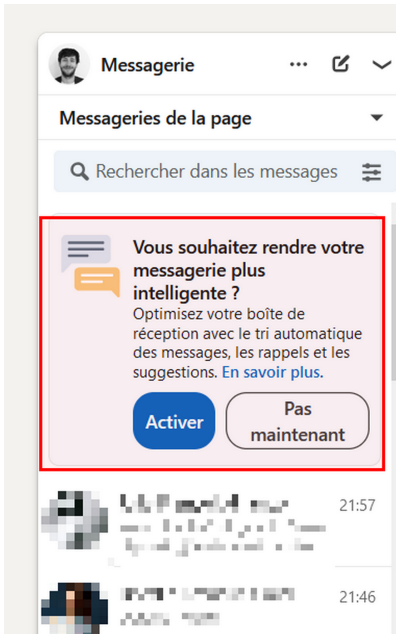 Messagerie
Messageries de la page
Rechercher dans les messages
Vous souhaitez rendre votre
messagerie plus
intelligente ?
Optimisez votre boîte de
réception avec le tri automatique
des messages, les rappels et les
suggestions. En savoir plus.
Activer
Pas
maintenant
21:57
21:46